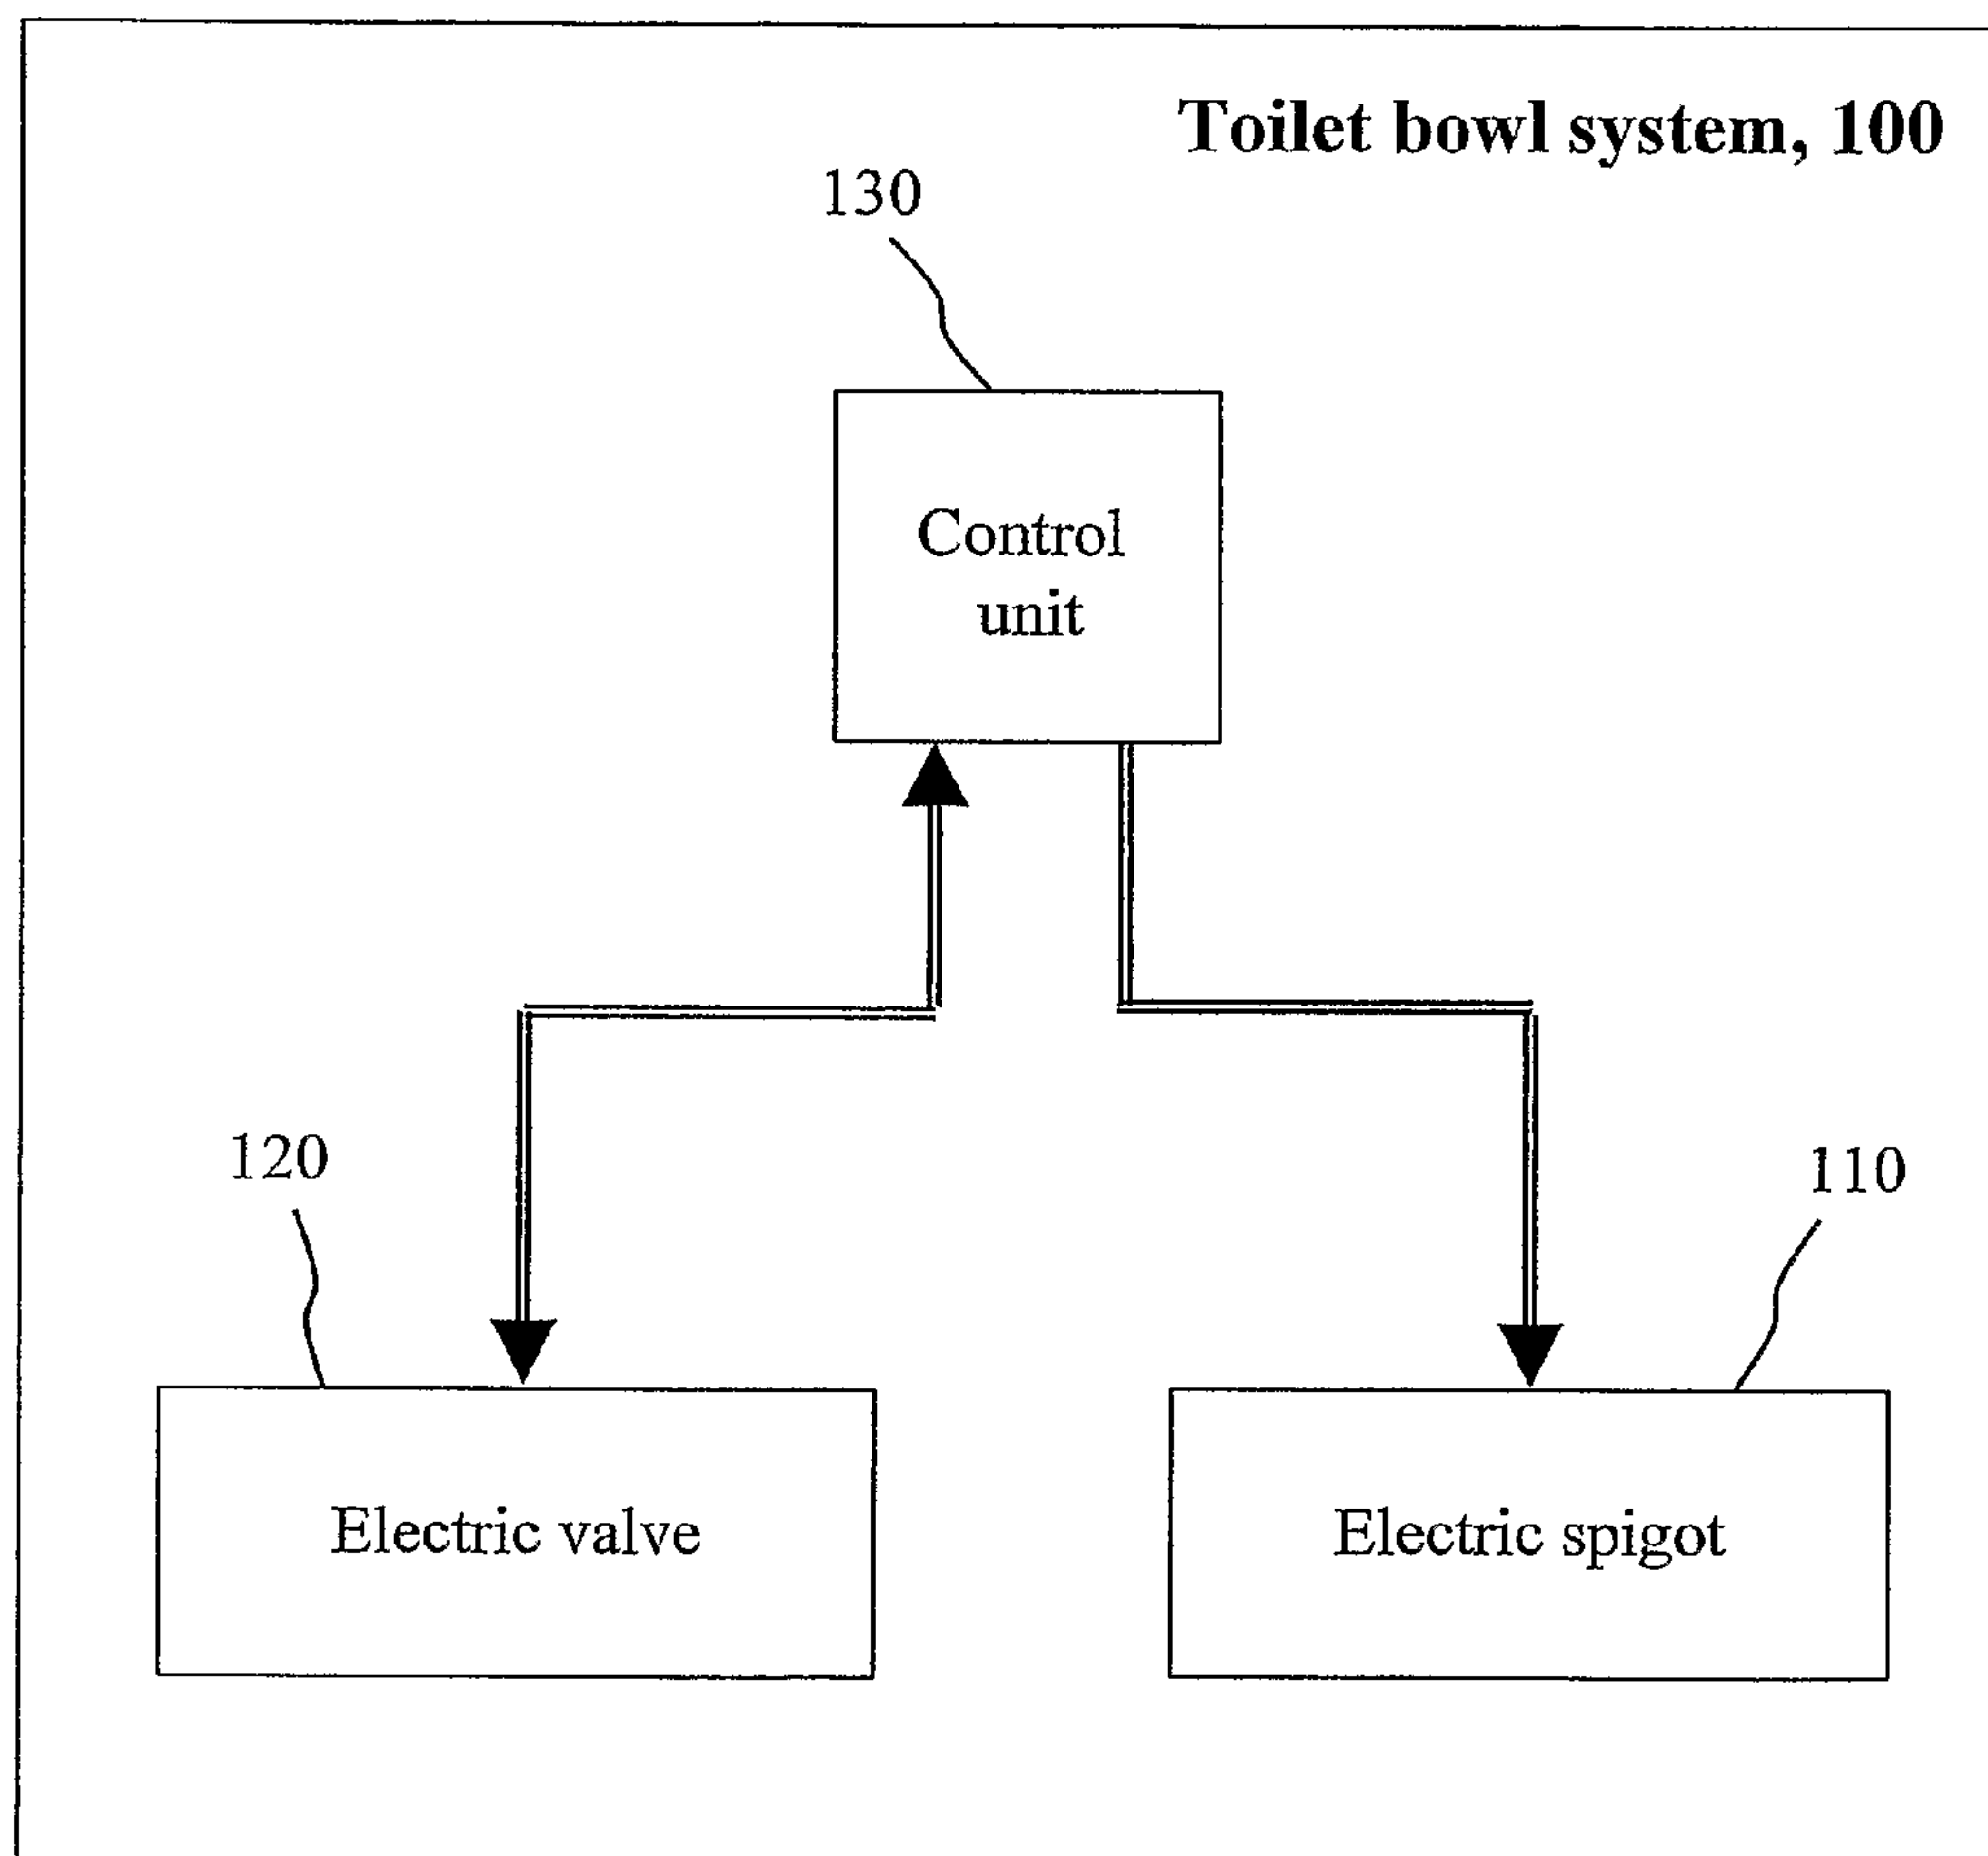 Toilet bowl system, 100
130
Control
unit
120
110
Electric valve
Electric spigot